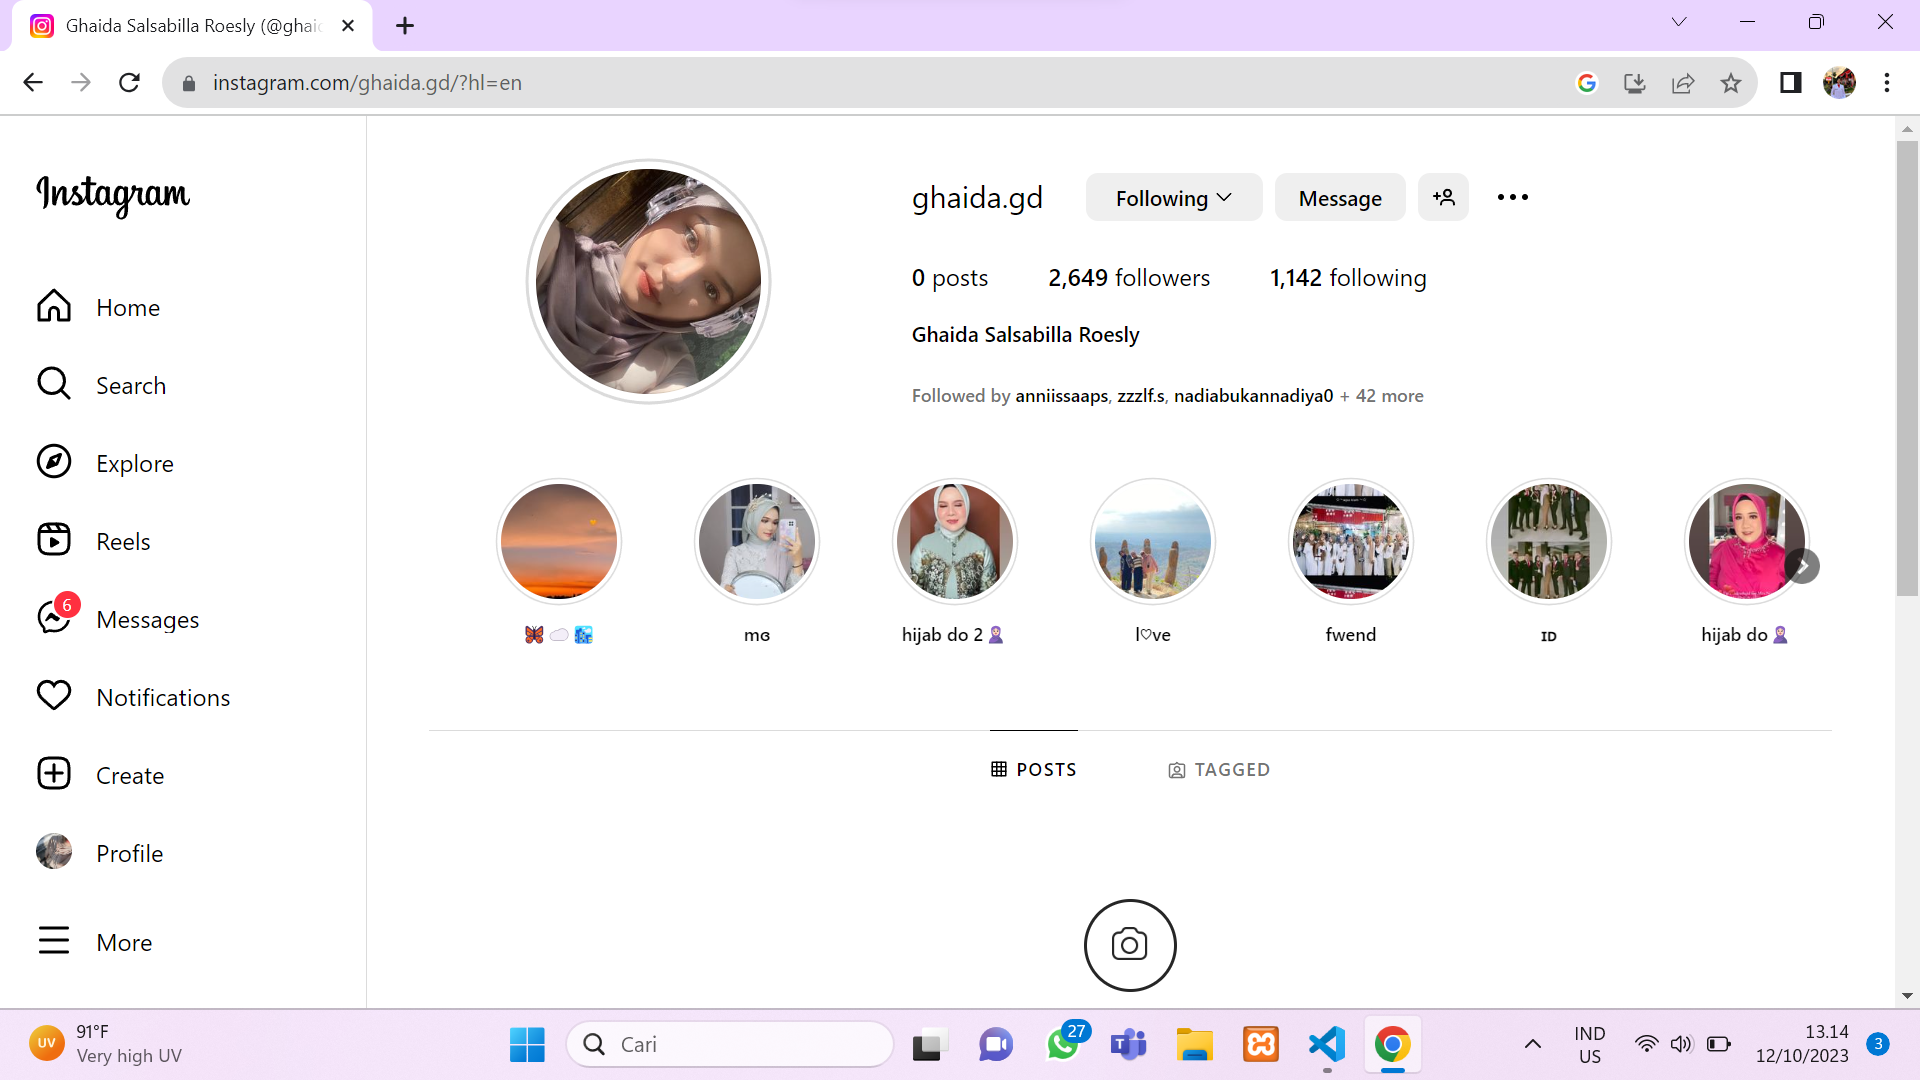 Ghaida Salsabilla Roesly (@ghaid
instagram.com/ghaida.gd/?hl=en
Instagram
Home
Search
Explore
Reels
6
Messages
Notifications
Create
Profile
More
ghaida.gd Following Message
0 posts 2,649 followers 1,142 following
Ghaida Salsabilla Roesly
Followed by anniissaaps, zzzlf.s, nadiabukannadiya0 + 42 more
🦋 ☁️ 🌠 mɢ hijab do 2 🧕 l♡ve fwend ɪᴅ hijab do 🧕
POSTS TAGGED
UV 91°F
Very high UV
Cari
27
IND
US
13.14
12/10/2023
3